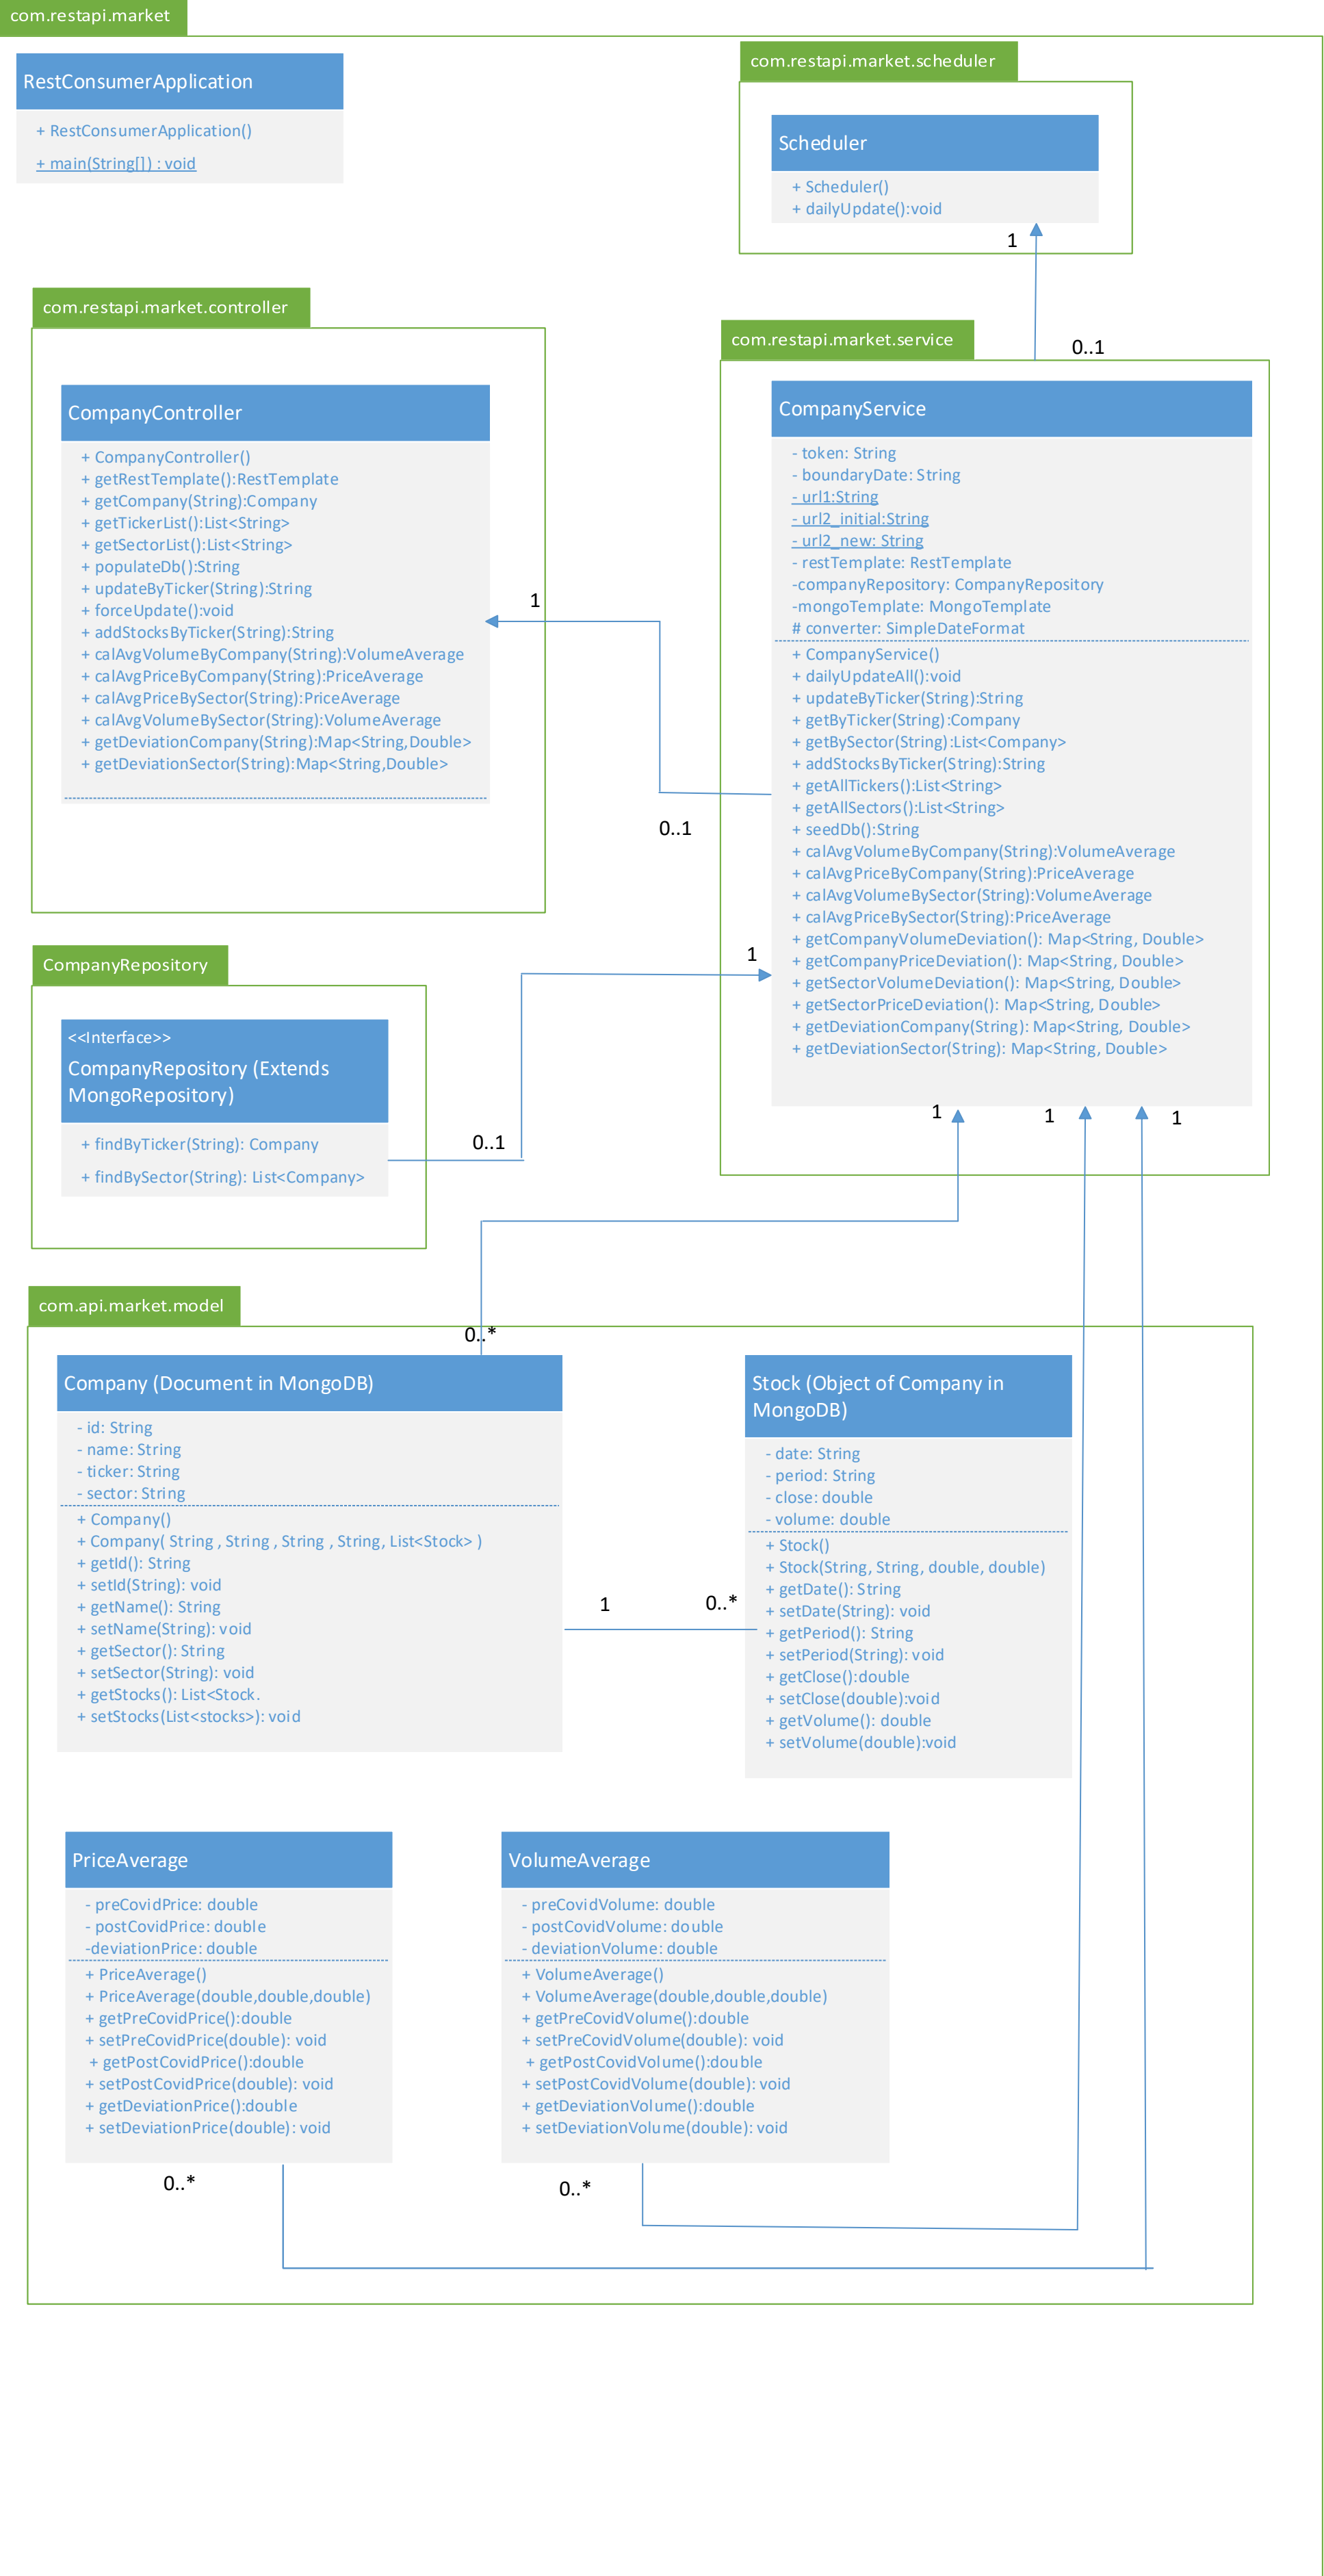 com.restapi.market
RestConsumerApplication
+ RestConsumerApplication()
+ main(String[]) : void
com.restapi.market.scheduler
Scheduler
+ Scheduler()
+ dailyUpdate():void
1
0..1
com.restapi.market.controller
CompanyController
+ CompanyController()
+ getRestTemplate():RestTemplate
+ getCompany(String):Company
+ getTickerList():List<String>
+ getSectorList():List<String>
+ populateDb():String
+ updateByTicker(String):String
+ forceUpdate():void
+ addStocksByTicker(String):String
+ calAvgVolumeByCompany(String):VolumeAverage
+ calAvgPriceByCompany(String):PriceAverage
+ calAvgPriceBySector(String):PriceAverage
+ calAvgVolumeBySector(String):VolumeAverage
+ getDeviationCompany(String):Map<String,Double>
+ getDeviationSector(String):Map<String,Double>
1
0..1
com.restapi.market.service
CompanyService
- token: String
- boundaryDate: String
- url1:String
- url2_initial:String
- url2_new: String
- restTemplate: RestTemplate
-companyRepository: CompanyRepository
-mongoTemplate: MongoTemplate
# converter: SimpleDateFormat
+ CompanyService()
+ dailyUpdateAll():void
+ updateByTicker(String):String
+ getByTicker(String):Company
+ getBySector(String):List<Company>
+ addStocksByTicker(String):String
+ getAllTickers():List<String>
+ getAllSectors():List<String>
+ seedDb():String
+ calAvgVolumeByCompany(String):VolumeAverage
+ calAvgPriceByCompany(String):PriceAverage
+ calAvgVolumeBySector(String):VolumeAverage
+ calAvgPriceBySector(String):PriceAverage
+ getCompanyVolumeDeviation(): Map<String, Double>
+ getCompanyPriceDeviation(): Map<String, Double>
+ getSectorVolumeDeviation(): Map<String, Double>
+ getSectorPriceDeviation(): Map<String, Double>
+ getDeviationCompany(String): Map<String, Double>
+ getDeviationSector(String): Map<String, Double>
1
1
1
1
CompanyRepository
<<Interface>>
CompanyRepository (Extends
MongoRepository)
+ findByTicker(String): Company
+ findBySector(String): List<Company>
0..1
com.api.market.model
0..*
Company (Document in MongoDB)
- id: String
- name: String
- ticker: String
- sector: String
+ Company()
+ Company( String , String , String , String, List<Stock> )
+ getId(): String
+ setId(String): void
+ getName(): String
+ setName(String): void
+ getSector(): String
+ setSector(String): void
+ getStocks(): List<Stock.
+ setStocks(List<stocks>): void
1
0..*
Stock (Object of Company in
MongoDB)
- date: String
- period: String
- close: double
- volume: double
+ Stock()
+ Stock(String, String, double, double)
+ getDate(): String
+ setDate(String): void
+ getPeriod(): String
+ setPeriod(String): void
+ getClose():double
+ setClose(double):void
+ getVolume(): double
+ setVolume(double):void
PriceAverage
- preCovidPrice: double
- postCovidPrice: double
-deviationPrice: double
+ PriceAverage()
+ PriceAverage(double,double,double)
+ getPreCovidPrice():double
+ setPreCovidPrice(double): void
+ getPostCovidPrice():double
+ setPostCovidPrice(double): void
+ getDeviationPrice():double
+ setDeviationPrice(double): void
0..*
VolumeAverage
- preCovidVolume: double
- postCovidVolume: double
- deviationVolume: double
+ VolumeAverage()
+ VolumeAverage(double,double,double)
+ getPreCovidVolume():double
+ setPreCovidVolume(double): void
+ getPostCovidVolume():double
+ setPostCovidVolume(double): void
+ getDeviationVolume():double
+ setDeviationVolume(double): void
0..*